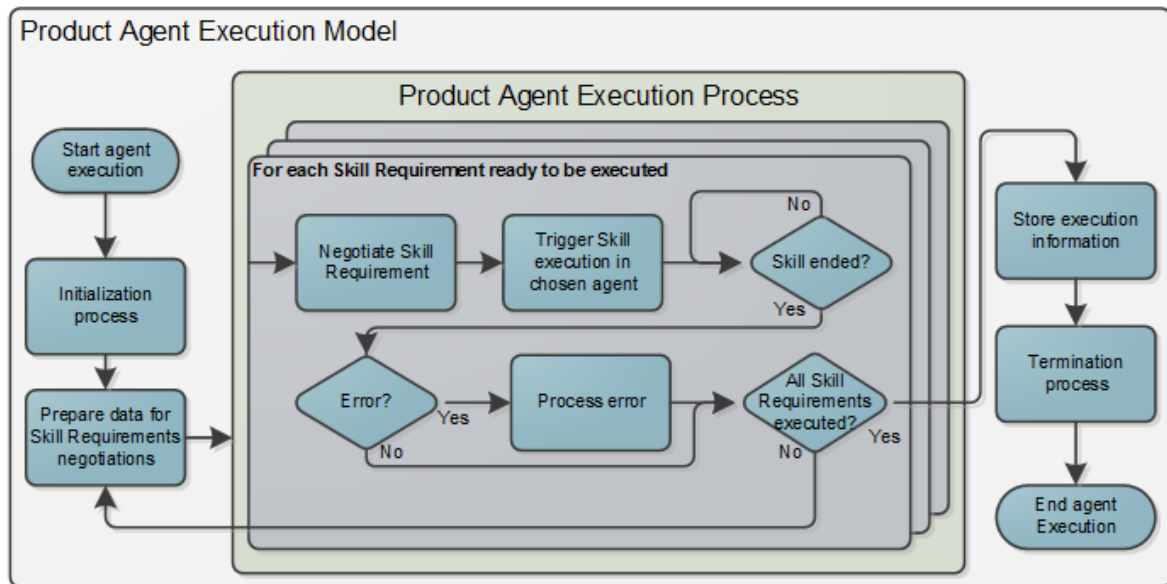 Product Agent Execution Model
Product Agent Execution Process
Start agent
execution
Initialization
process
Prepare data for
Skill Requirements
negotiations
For each Skill Requirement ready to be executed
Negotiate Skill
Requirement
Trigger Skill
execution in
chosen agent
No
Skill ended?
Yes
Error?
Yes
No
Process error
All Skill
Requirements
executed?
Yes
No
Store execution
information
Termination
process
End agent
Execution